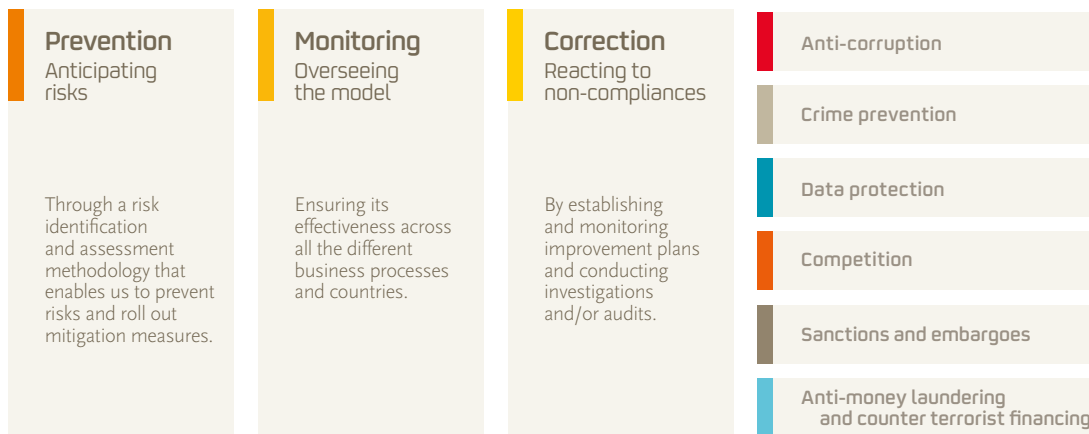 Prevention
Anticipating
risks
Through a risk
identification
and assessment
methodology that
enables us to prevent
risks and roll out
mitigation measures.
Monitoring
Overseeing
the model
Ensuring its
effectiveness across
all the different
business processes
and countries.
Correction
Reacting to
non-compliances
By establishing
and monitoring
improvement plans
and conducting
investigations
and/or audits.
Anti-corruption
Crime prevention
Data protection
Competition
Sanctions and embargoes
Anti-money laundering
and counter terrorist financing